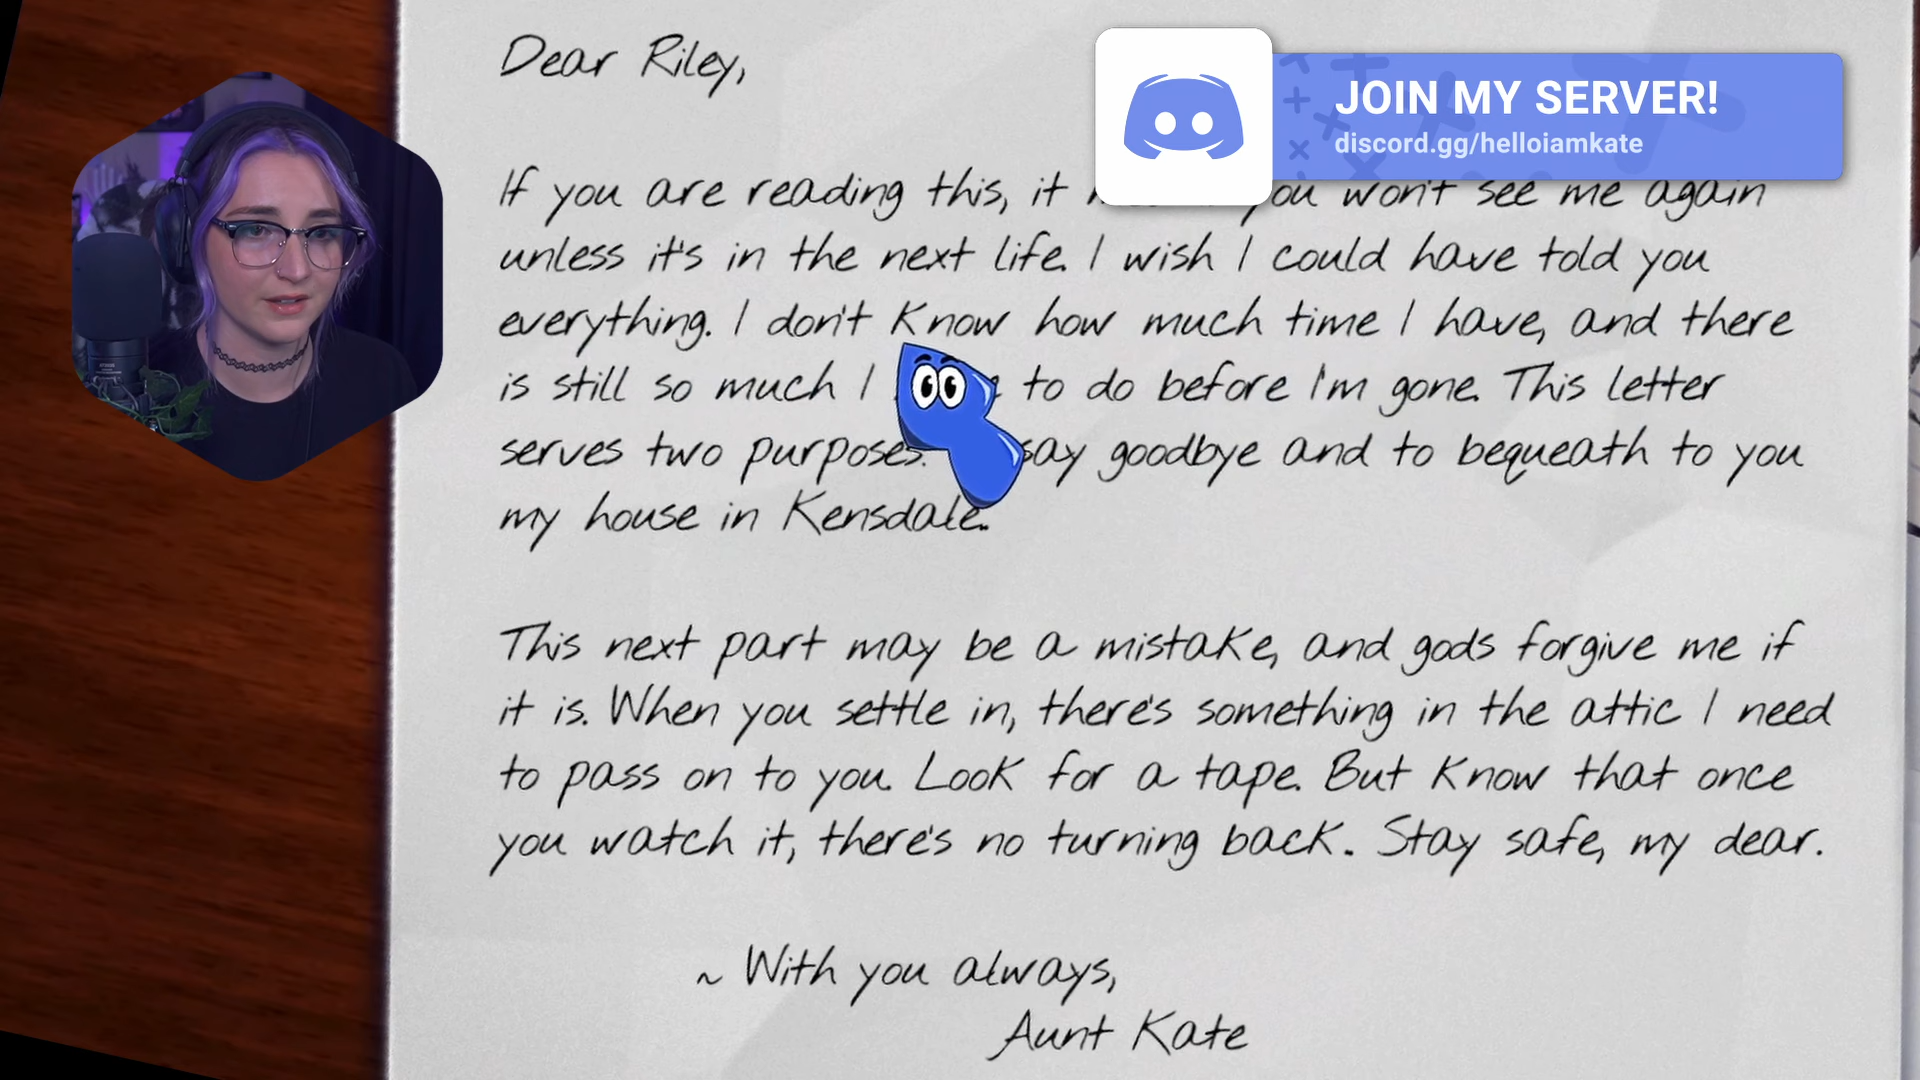 Dear Riley,
JOIN MY SERVER!
discord.gg/helloiamkate
If you are reading this, it you won't see me again
unless it's in the next life. I wish I could have told you
everything. I don't know how much time I have, and there
is still so much I to do before I'm gone. This letter
serves two purposes: say goodbye and to bequeath to you
my house in Kensdale.
This next part may be a mistake, and gods forgive me if
it is. When you settle in, there's something in the attic I need
to pass on to you. Look for a tape. But know that once
you watch it, there's no turning back. Stay safe, my dear.
~ With you always,
Aunt Kate